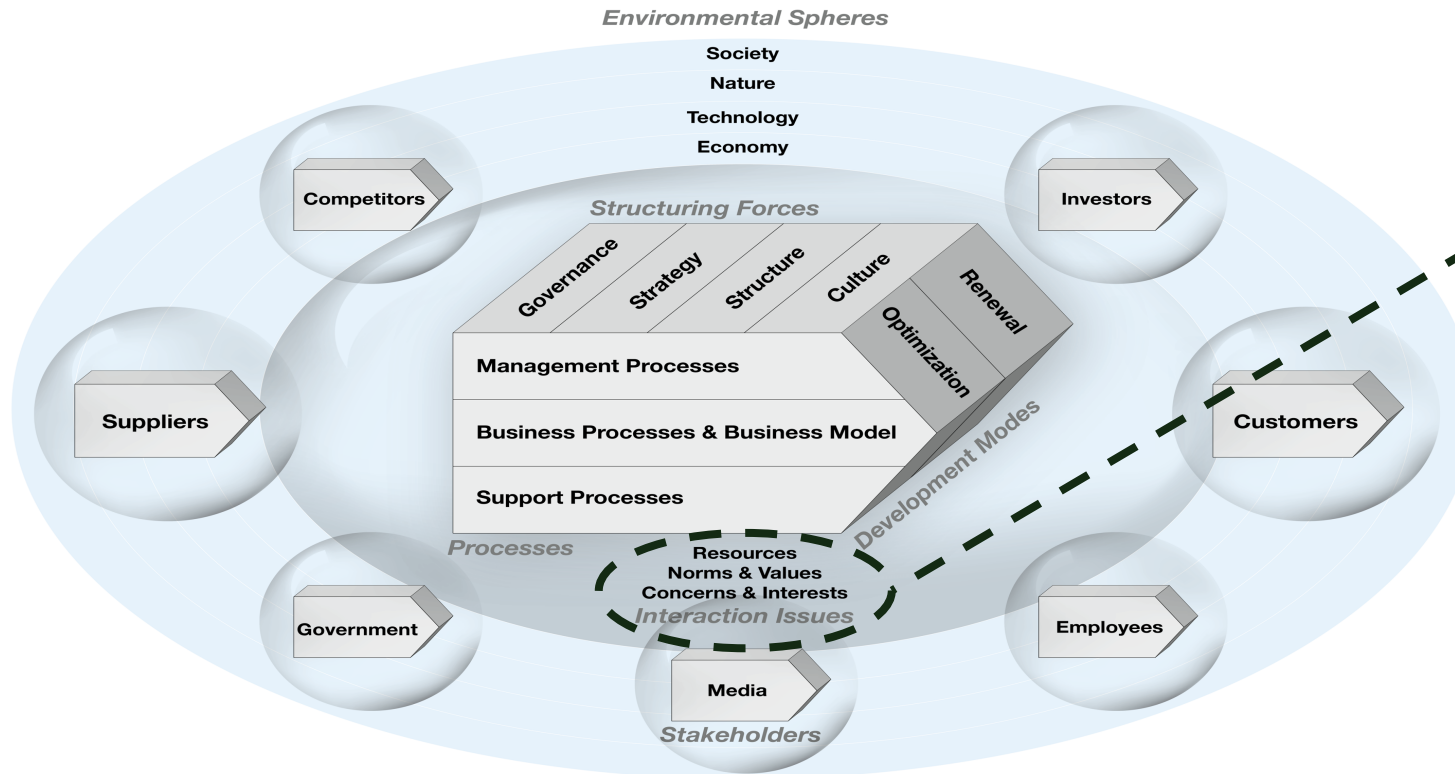 Environmental Spheres
Society
Nature
Technology
Economy
Competitors
Investors
Structuring Forces
Governance
Strategy
Structure
Culture
Renewal
Optimization
Management Processes
Business Processes & Business Model
Support Processes
Suppliers
Customers
Development Modes
Processes
Resources
Norms & Values
Concerns & Interests
Interaction Issues
Government
Employees
Media
Stakeholders